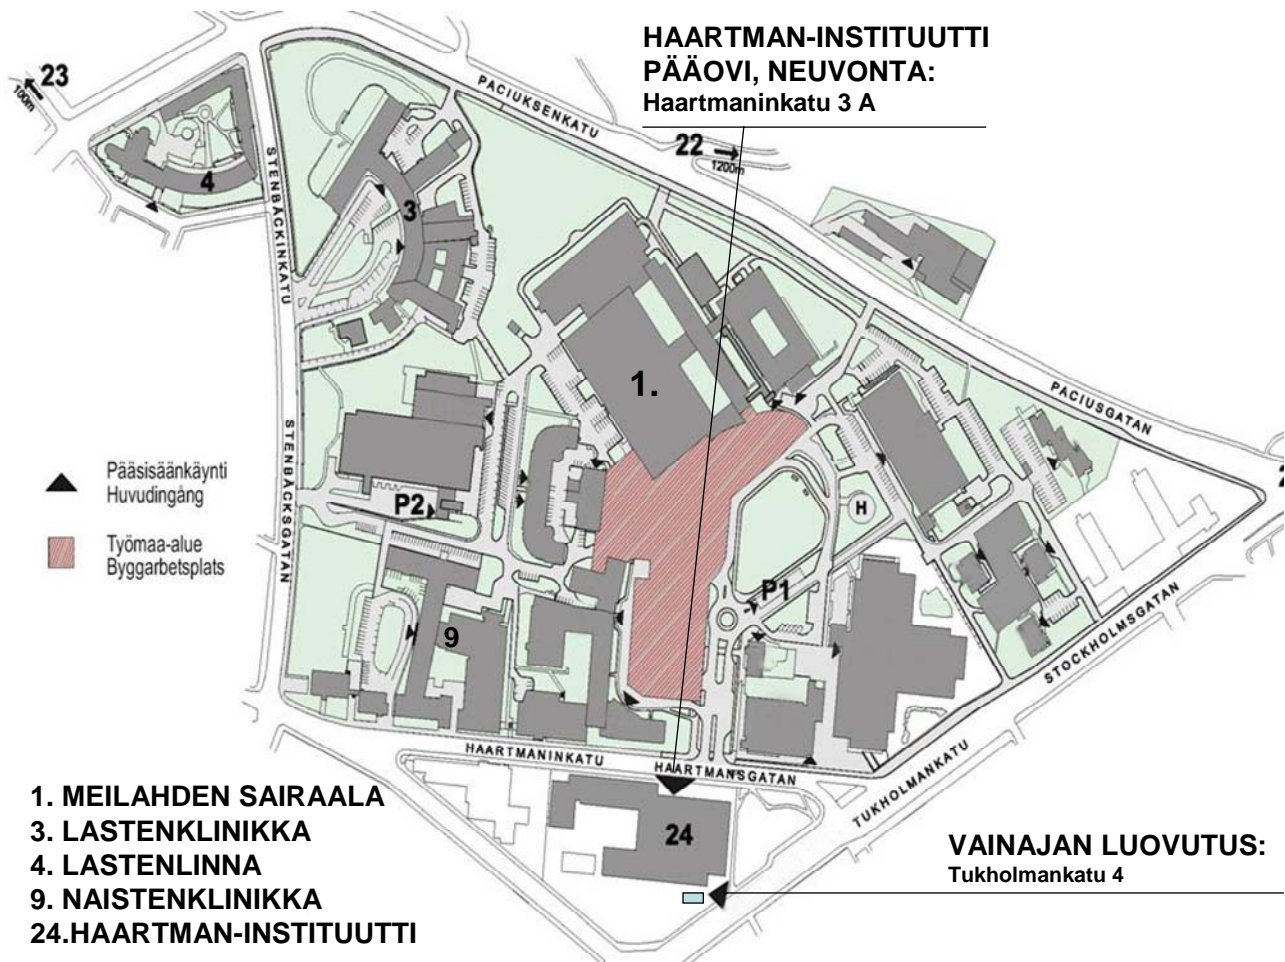 HAARTMAN-INSTITUUTTI
PÄÄOVI, NEUVONTA:
Haartmaninkatu 3 A
23
100m
PACIUKSENKATU
22
1200m
4
3
STENBÄCKINKATU
1.
PACIUSGATAN
STENBÄCKSGATAN
Pääsisäänkäynti
Huvudingång
P2
H
Työmaa-alue
Byggarbetsplats
P1
9
STOCKHOLMSGATAN
HAARTMANINKATU
HAARTMANSGATAN
TUKHOLMANKATU
24
1. MEILAHDEN SAIRAALA
3. LASTENKLINIKKA
4. LASTENLINNA
9. NAISTENKLINIKKA
24.HAARTMAN-INSTITUUTTI
VAINAJAN LUOVUTUS:
Tukholmankatu 4